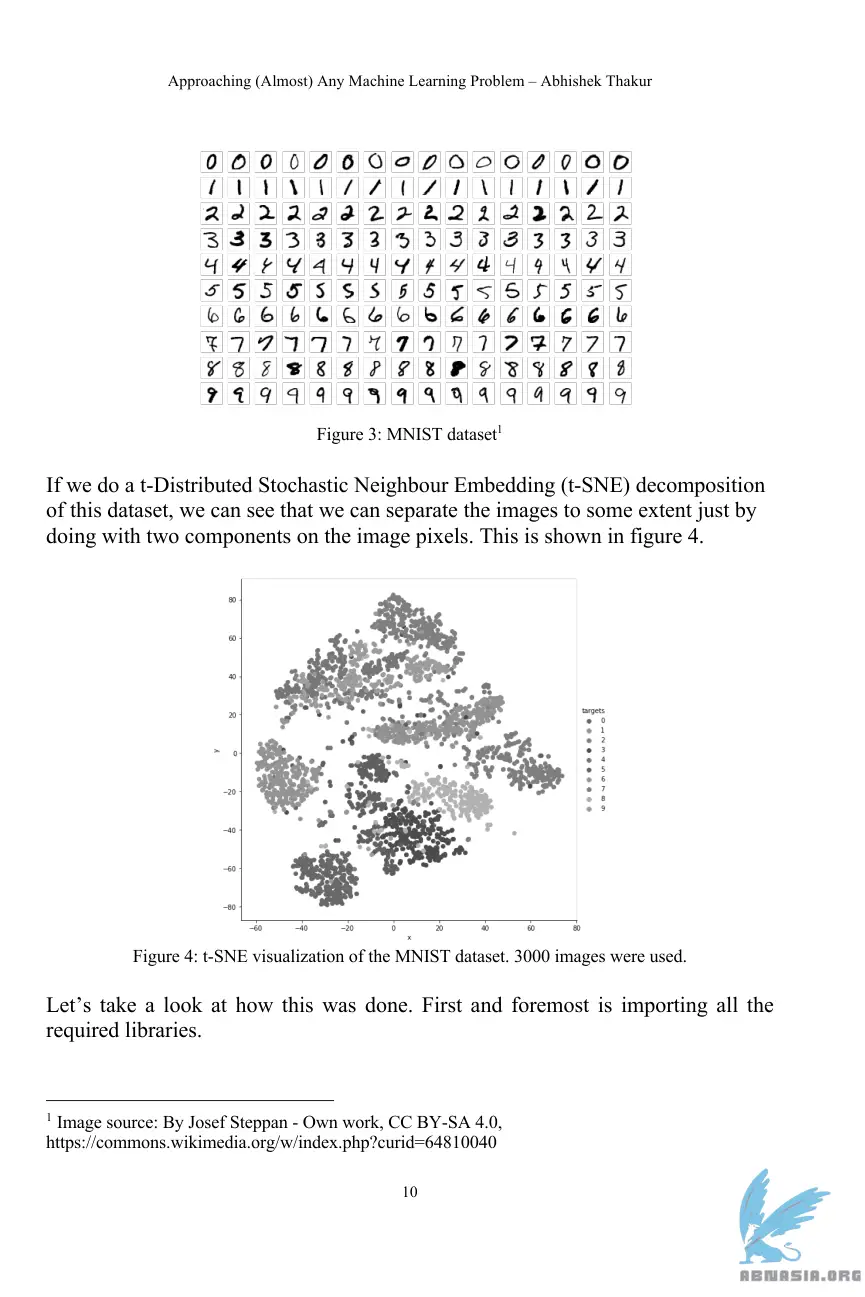 Approaching (Almost) Any Machine Learning Problem – Abhishek Thakur
0 0 0 0 0 0 0 0 0 0 0 0 0 0 0 0
1 1 1 1 1 1 1 1 1 1 1 1 1 1 1 1
2 2 2 2 2 2 2 2 2 2 2 2 2 2 2 2
3 3 3 3 3 3 3 3 3 3 3 3 3 3 3 3
4 4 4 4 4 4 4 4 4 4 4 4 4 4 4 4
5 5 5 5 5 5 5 5 5 5 5 5 5 5 5 5
6 6 6 6 6 6 6 6 6 6 6 6 6 6 6 6
7 7 7 7 7 7 7 7 7 7 7 7 7 7 7 7
8 8 8 8 8 8 8 8 8 8 8 8 8 8 8 8
9 9 9 9 9 9 9 9 9 9 9 9 9 9 9 9
Figure 3: MNIST dataset1
If we do a t-Distributed Stochastic Neighbour Embedding (t-SNE) decomposition
of this dataset, we can see that we can separate the images to some extent just by
doing with two components on the image pixels. This is shown in figure 4.
80
60
40
20
0
−20
−40
−60
−80
y
−60 −40 −20 0 20 40 60 80
x
targets
0
1
2
3
4
5
6
7
8
9
Figure 4: t-SNE visualization of the MNIST dataset. 3000 images were used.
Let’s take a look at how this was done. First and foremost is importing all the
required libraries.
1 Image source: By Josef Steppan - Own work, CC BY-SA 4.0,
https://commons.wikimedia.org/w/index.php?curid=64810040
10
ABNASIA.ORG